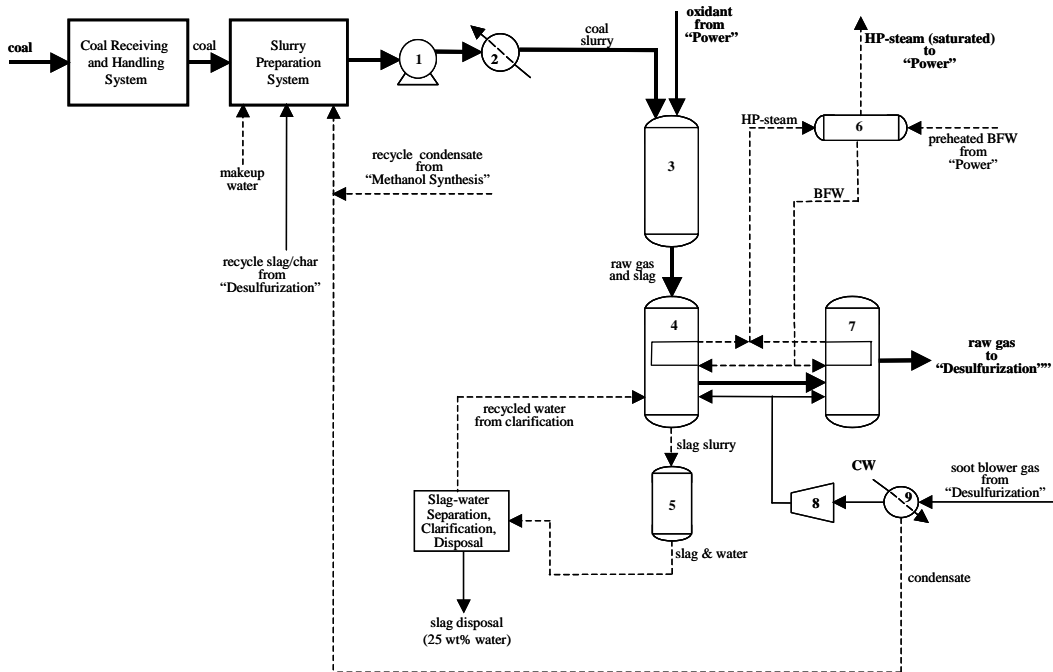 coal
Coal Receiving
and Handling
System
coal
Slurry
Preparation
System
1
2
coal
slurry
oxidant
from
“Power”
HP-steam (saturated)
to
“Power”
HP-steam
6
preheated BFW
from
“Power”
BFW
makeup
water
recycle condensate
from
“Methanol Synthesis”
recycle slag/char
from
“Desulfurization”
3
raw gas
and slag
4
7
raw gas
to
“Desulfurization””
recycled water
from clarification
slag slurry
5
Slag-water
Separation,
Clarification,
Disposal
slag & water
slag disposal
(25 wt% water)
CW
8
9
soot blower gas
from
“Desulfurization”
condensate